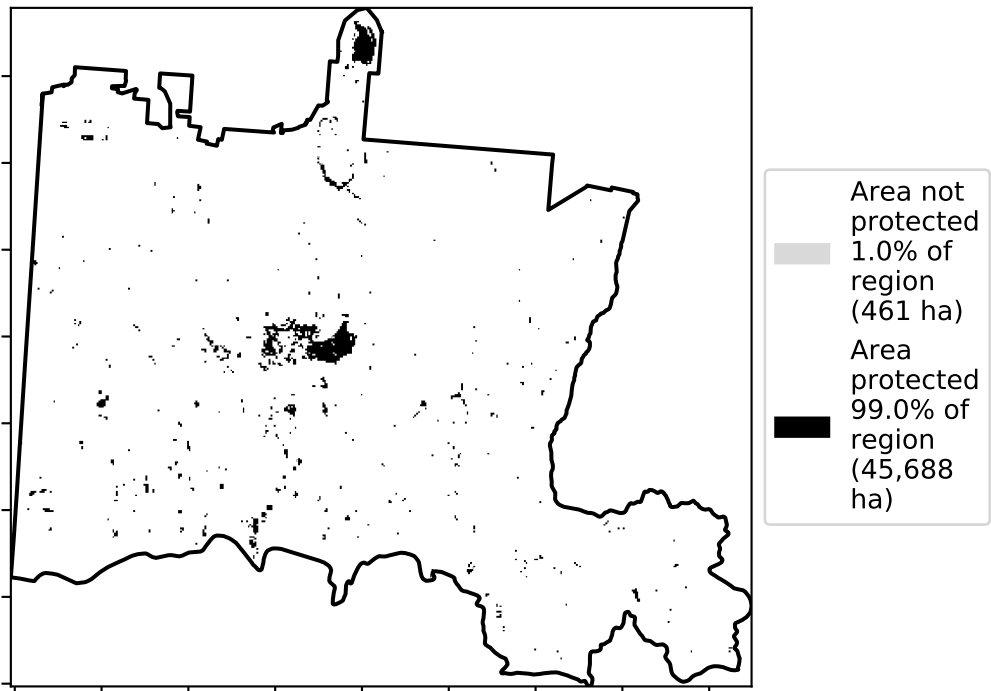 Area not
protected
1.0% of
region
(461 ha)
Area
protected
99.0% of
region
(45,688
ha)